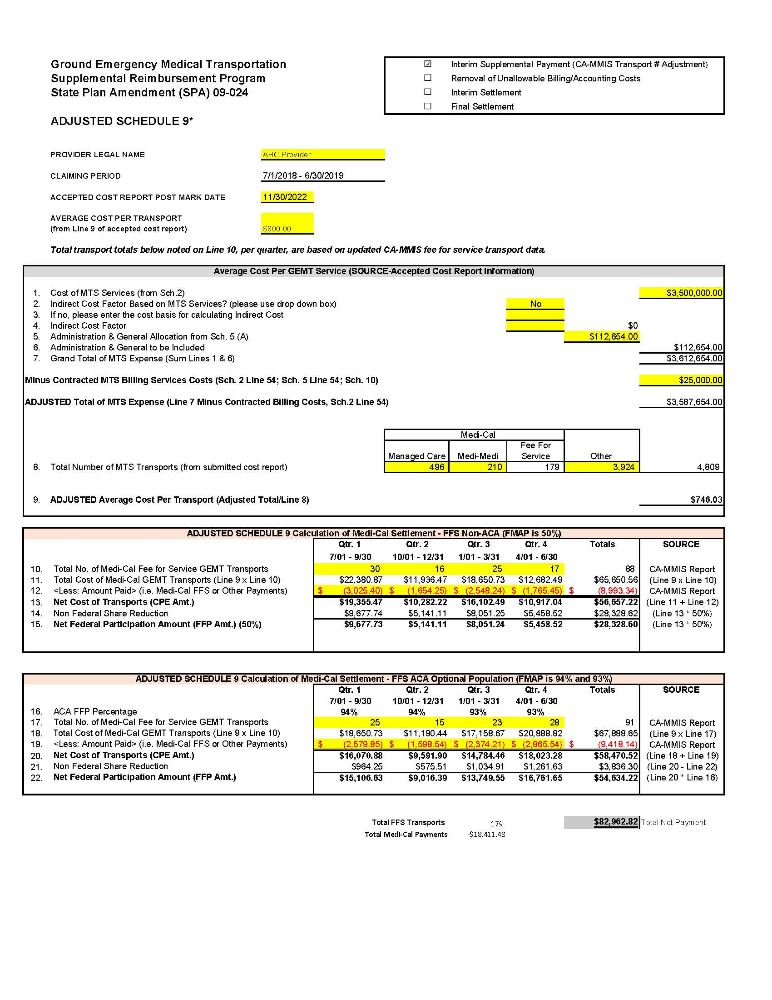 Ground Emergency Medical Transportation
Supplemental Reimbursement Program
State Plan Amendment (SPA) 09-024
ADJUSTED SCHEDULE 9*
☑ Interim Supplemental Payment (CA-MMIS Transport # Adjustment)
☐ Removal of Unallowable Billing/Accounting Costs
☐ Interim Settlement
☐ Final Settlement
PROVIDER LEGAL NAME ABC Provider
CLAIMING PERIOD 7/1/2018 - 6/30/2019
ACCEPTED COST REPORT POST MARK DATE 11/30/2022
AVERAGE COST PER TRANSPORT
(from Line 9 of accepted cost report) $800.00
Total transport totals below noted on Line 10, per quarter, are based on updated CA-MMIS fee for service transport data.
Average Cost Per GEMT Service (SOURCE-Accepted Cost Report Information)
1. Cost of MTS Services (from Sch.2) $3,500,000.00
2. Indirect Cost Factor Based on MTS Services? (please use drop down box) No
3. If no, please enter the cost basis for calculating Indirect Cost
4. Indirect Cost Factor $0
5. Administration & General Allocation from Sch. 5 (A) $112,654.00
6. Administration & General to be Included $112,654.00
7. Grand Total of MTS Expense (Sum Lines 1 & 6) $3,612,654.00
Minus Contracted MTS Billing Services Costs (Sch. 2 Line 54; Sch. 5 Line 54; Sch. 10) $25,000.00
ADJUSTED Total of MTS Expense (Line 7 Minus Contracted Billing Costs, Sch.2 Line 54) $3,587,654.00
Medi-Cal
Fee For
Managed Care Medi-Medi Service Other
8. Total Number of MTS Transports (from submitted cost report) 496 210 179 3,924 4,809
9. ADJUSTED Average Cost Per Transport (Adjusted Total/Line 8) $746.03
ADJUSTED SCHEDULE 9 Calculation of Medi-Cal Settlement - FFS Non-ACA (FMAP is 50%)
Qtr. 1 Qtr. 2 Qtr. 3 Qtr. 4 Totals SOURCE
7/01 - 9/30 10/01 - 12/31 1/01 - 3/31 4/01 - 6/30
10. Total No. of Medi-Cal Fee for Service GEMT Transports 30 16 25 17 88 CA-MMIS Report
11. Total Cost of Medi-Cal GEMT Transports (Line 9 x Line 10) $22,380.87 $11,936.47 $18,650.73 $12,682.49 $65,650.56 (Line 9 x Line 10)
12. <Less: Amount Paid> (i.e. Medi-Cal FFS or Other Payments) $ (3,025.40) $ (1,654.25) $ (2,548.24) $ (1,765.45) $ (8,993.34) CA-MMIS Report
13. Net Cost of Transports (CPE Amt.) $19,355.47 $10,282.22 $16,102.49 $10,917.04 $56,657.22 (Line 11 + Line 12)
14. Non Federal Share Reduction $9,677.74 $5,141.11 $8,051.25 $5,458.52 $28,328.62 (Line 13 * 50%)
15. Net Federal Participation Amount (FFP Amt.) (50%) $9,677.73 $5,141.11 $8,051.24 $5,458.52 $28,328.60 (Line 13 * 50%)
ADJUSTED SCHEDULE 9 Calculation of Medi-Cal Settlement - FFS ACA Optional Population (FMAP is 94% and 93%)
Qtr. 1 Qtr. 2 Qtr. 3 Qtr. 4 Totals SOURCE
7/01 - 9/30 10/01 - 12/31 1/01 - 3/31 4/01 - 6/30
16. ACA FFP Percentage 94% 94% 93% 93%
17. Total No. of Medi-Cal Fee for Service GEMT Transports 25 15 23 28 91 CA-MMIS Report
18. Total Cost of Medi-Cal GEMT Transports (Line 9 x Line 10) $18,650.73 $11,190.44 $17,158.67 $20,888.82 $67,888.65 (Line 9 x Line 17)
19. <Less: Amount Paid> (i.e. Medi-Cal FFS or Other Payments) $ (2,579.85) $ (1,598.54) $ (2,374.21) $ (2,865.54) $ (9,418.14) CA-MMIS Report
20. Net Cost of Transports (CPE Amt.) $16,070.88 $9,591.90 $14,784.46 $18,023.28 $58,470.52 (Line 18 + Line 19)
21. Non Federal Share Reduction $964.25 $575.51 $1,034.91 $1,261.63 $3,836.30 (Line 20 - Line 22)
22. Net Federal Participation Amount (FFP Amt.) $15,106.63 $9,016.39 $13,749.55 $16,761.65 $54,634.22 (Line 20 * Line 16)
Total FFS Transports 179 $82,962.82 Total Net Payment
Total Medi-Cal Payments -$18,411.48